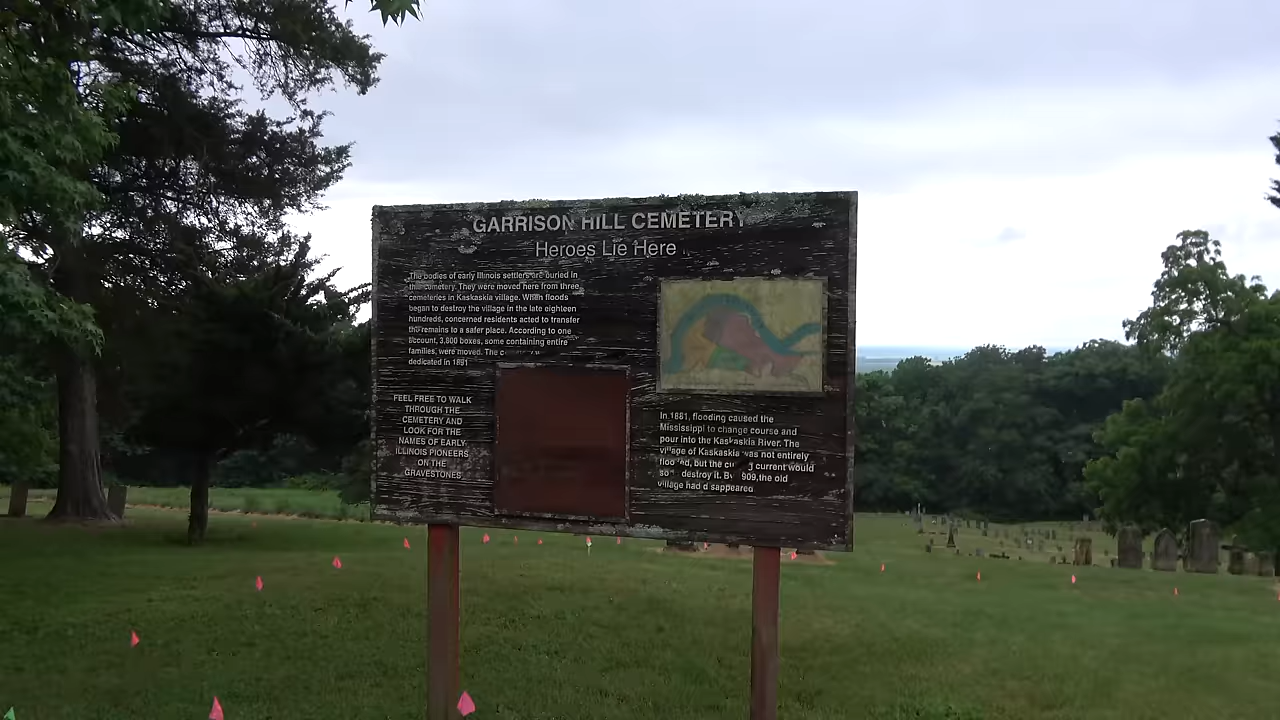 GARRISON HILL CEMETERY
Heroes Lie Here
The bodies of early Illinois settlers are buried in
this cemetery. They were moved here from three
cemeteries in Kaskaskia village. When floods
began to destroy the village in the late eighteen
hundreds, concerned residents acted to transfer
the remains to a safer place. According to one
account, 3,800 boxes, some containing entire
families, were moved. The
dedicated in 1891
FEEL FREE TO WALK
THROUGH THE
CEMETERY AND
LOOK FOR THE
NAMES OF EARLY
ILLINOIS PIONEERS
ON THE
GRAVESTONES
In 1881, flooding caused the
Mississippi to change course and
pour into the Kaskaskia River. The
village of Kaskaskia was not entirely
flooded, but the current would
destroy it. By 1909, the old
village had disappeared